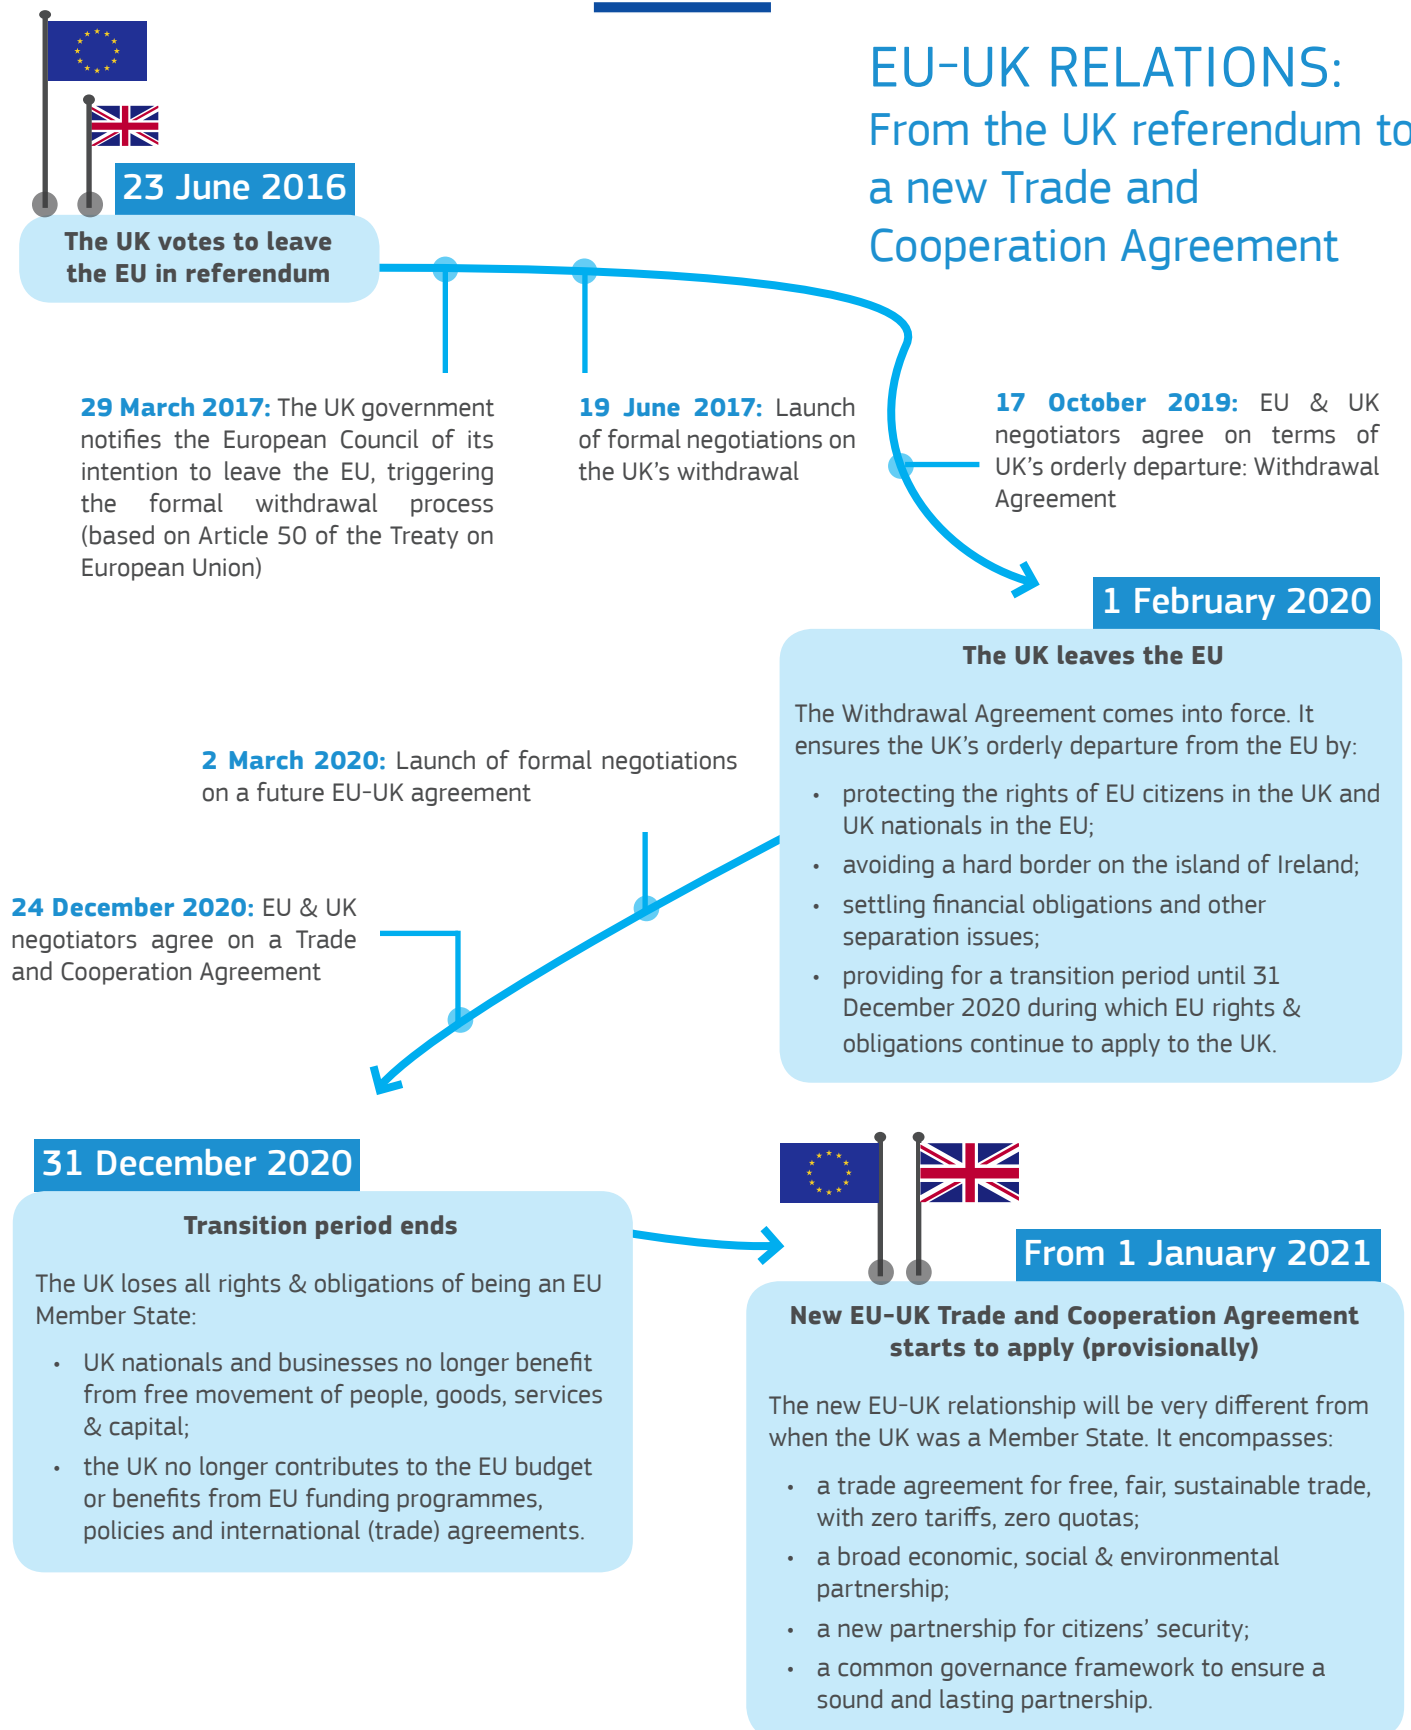 EU-UK RELATIONS:
From the UK referendum to
a new Trade and
Cooperation Agreement
23 June 2016
The UK votes to leave
the EU in referendum
29 March 2017: The UK government
notifies the European Council of its
intention to leave the EU, triggering
the formal withdrawal process
(based on Article 50 of the Treaty on
European Union)
19 June 2017: Launch
of formal negotiations on
the UK's withdrawal
17 October 2019: EU & UK
negotiators agree on terms of
UK's orderly departure: Withdrawal
Agreement
1 February 2020
The UK leaves the EU
The Withdrawal Agreement comes into force. It
ensures the UK's orderly departure from the EU by:
• protecting the rights of EU citizens in the UK and
UK nationals in the EU;
• avoiding a hard border on the island of Ireland;
• settling financial obligations and other
separation issues;
• providing for a transition period until 31
December 2020 during which EU rights &
obligations continue to apply to the UK.
2 March 2020: Launch of formal negotiations
on a future EU-UK agreement
24 December 2020: EU & UK
negotiators agree on a Trade
and Cooperation Agreement
31 December 2020
Transition period ends
The UK loses all rights & obligations of being an EU
Member State:
• UK nationals and businesses no longer benefit
from free movement of people, goods, services
& capital;
• the UK no longer contributes to the EU budget
or benefits from EU funding programmes,
policies and international (trade) agreements.
From 1 January 2021
New EU-UK Trade and Cooperation Agreement
starts to apply (provisionally)
The new EU-UK relationship will be very different from
when the UK was a Member State. It encompasses:
• a trade agreement for free, fair, sustainable trade,
with zero tariffs, zero quotas;
• a broad economic, social & environmental
partnership;
• a new partnership for citizens' security;
• a common governance framework to ensure a
sound and lasting partnership.